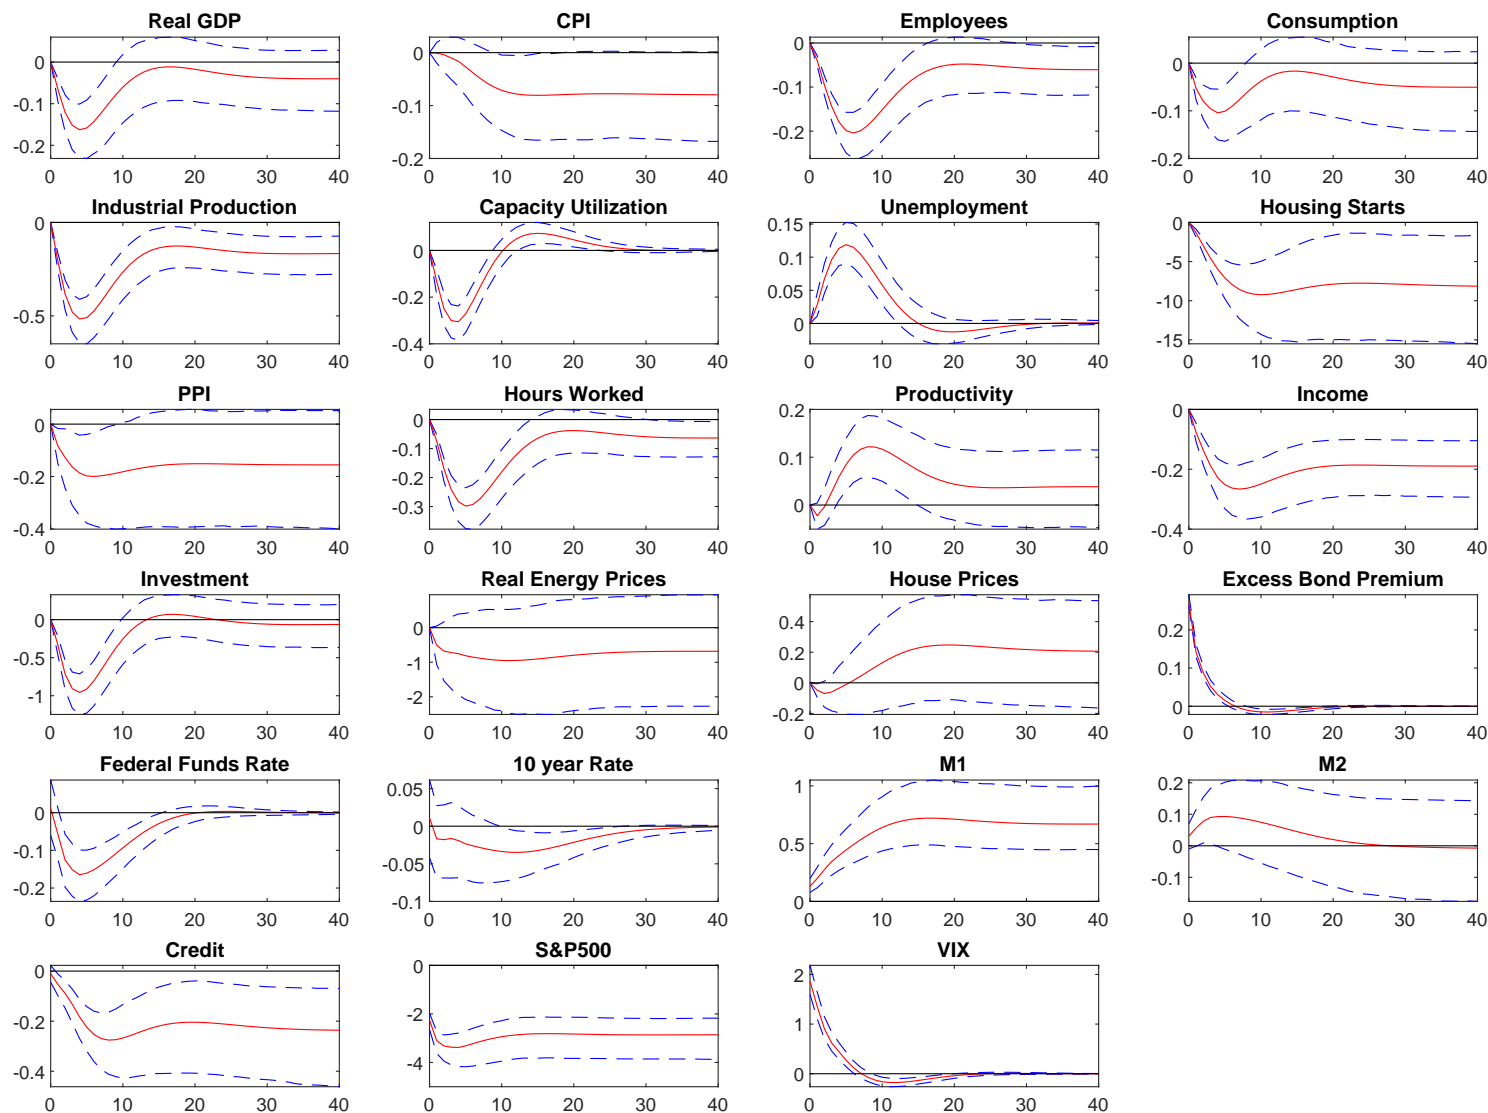 Real GDP
0
-0.1
-0.2
0 10 20 30 40
CPI
0
-0.1
-0.2
0 10 20 30 40
Employees
0
-0.1
-0.2
0 10 20 30 40
Consumption
0
-0.1
-0.2
0 10 20 30 40
Industrial Production
0
-0.5
0 10 20 30 40
Capacity Utilization
0
-0.2
-0.4
0 10 20 30 40
Unemployment
0.15
0.1
0.05
0
0 10 20 30 40
Housing Starts
0
-5
-10
-15
0 10 20 30 40
PPI
0
-0.2
-0.4
0 10 20 30 40
Hours Worked
0
-0.1
-0.2
-0.3
0 10 20 30 40
Productivity
0.2
0.1
0
0 10 20 30 40
Income
0
-0.2
-0.4
0 10 20 30 40
Investment
0
-0.5
-1
0 10 20 30 40
Real Energy Prices
0
-1
-2
0 10 20 30 40
House Prices
0.4
0.2
0
-0.2
0 10 20 30 40
Excess Bond Premium
0.2
0.1
0
0 10 20 30 40
Federal Funds Rate
0
-0.1
-0.2
0 10 20 30 40
10 year Rate
0.05
0
-0.05
-0.1
0 10 20 30 40
M1
1
0.5
0
0 10 20 30 40
M2
0.2
0.1
0
-0.1
0 10 20 30 40
Credit
0
-0.2
-0.4
0 10 20 30 40
S&P500
0
-2
-4
0 10 20 30 40
VIX
2
1
0
0 10 20 30 40